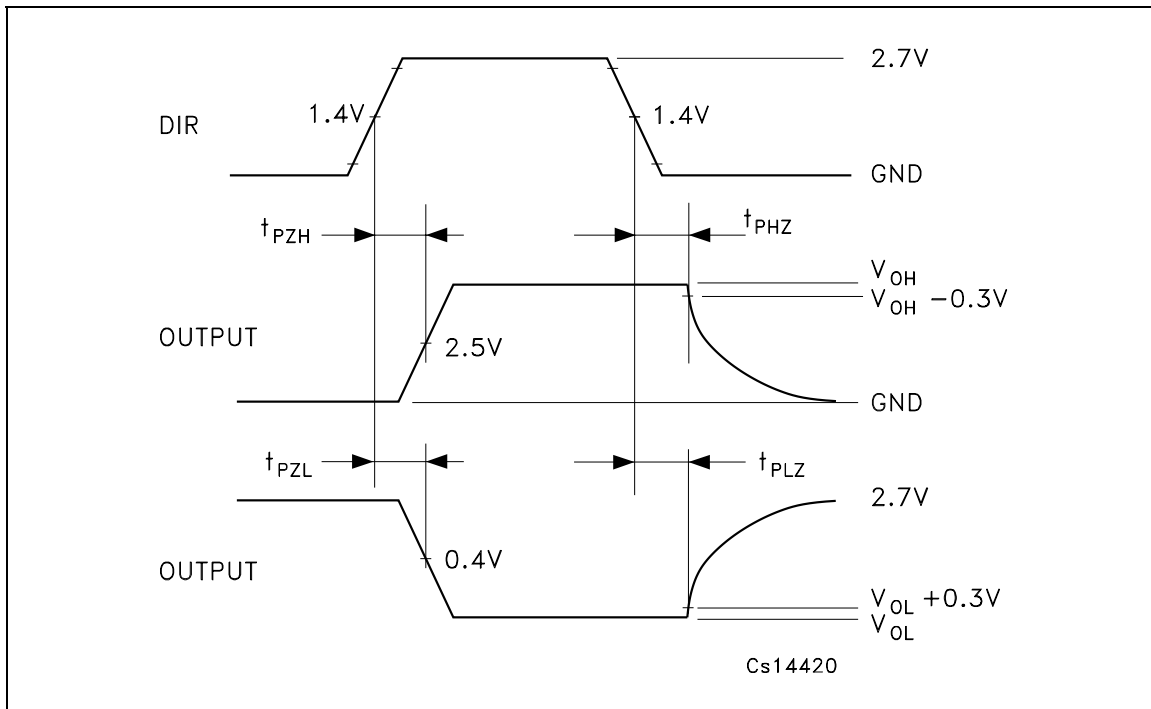 2.7V
1.4V
1.4V
DIR
GND
tPZH
tPHZ
VOH
VOH -0.3V
OUTPUT
2.5V
GND
tPZL
tPLZ
2.7V
0.4V
OUTPUT
VOL +0.3V
VOL
Cs14420